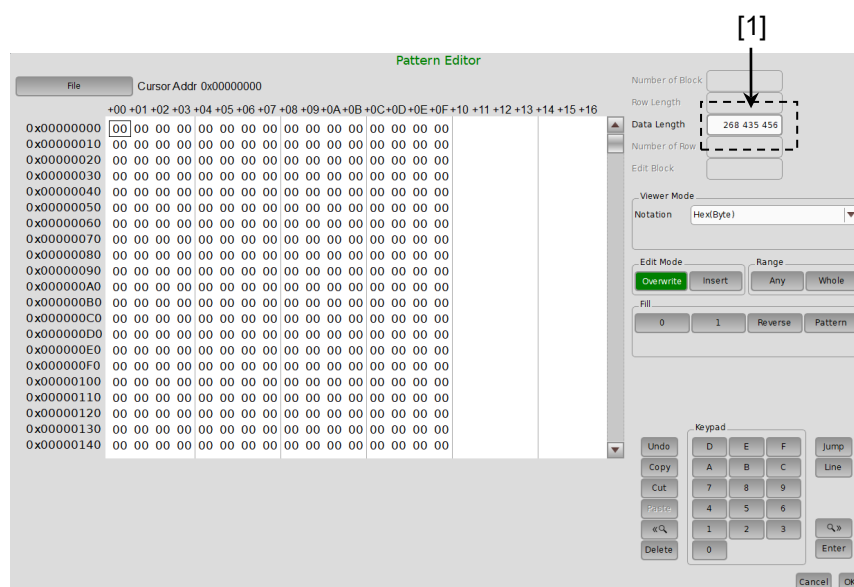 [1]
Pattern Editor
File
Cursor Addr 0x00000000
+00 +01 +02 +03 +04 +05 +06 +07 +08 +09 +0A +0B +0C +0D +0E +0F +10 +11 +12 +13 +14 +15 +16
0x00000000 00 00 00 00 00 00 00 00 00 00 00 00 00 00 00 00
0x00000010 00 00 00 00 00 00 00 00 00 00 00 00 00 00 00 00
0x00000020 00 00 00 00 00 00 00 00 00 00 00 00 00 00 00 00
0x00000030 00 00 00 00 00 00 00 00 00 00 00 00 00 00 00 00
0x00000040 00 00 00 00 00 00 00 00 00 00 00 00 00 00 00 00
0x00000050 00 00 00 00 00 00 00 00 00 00 00 00 00 00 00 00
0x00000060 00 00 00 00 00 00 00 00 00 00 00 00 00 00 00 00
0x00000070 00 00 00 00 00 00 00 00 00 00 00 00 00 00 00 00
0x00000080 00 00 00 00 00 00 00 00 00 00 00 00 00 00 00 00
0x00000090 00 00 00 00 00 00 00 00 00 00 00 00 00 00 00 00
0x000000A0 00 00 00 00 00 00 00 00 00 00 00 00 00 00 00 00
0x000000B0 00 00 00 00 00 00 00 00 00 00 00 00 00 00 00 00
0x000000C0 00 00 00 00 00 00 00 00 00 00 00 00 00 00 00 00
0x000000D0 00 00 00 00 00 00 00 00 00 00 00 00 00 00 00 00
0x000000E0 00 00 00 00 00 00 00 00 00 00 00 00 00 00 00 00
0x000000F0 00 00 00 00 00 00 00 00 00 00 00 00 00 00 00 00
0x00000100 00 00 00 00 00 00 00 00 00 00 00 00 00 00 00 00
0x00000110 00 00 00 00 00 00 00 00 00 00 00 00 00 00 00 00
0x00000120 00 00 00 00 00 00 00 00 00 00 00 00 00 00 00 00
0x00000130 00 00 00 00 00 00 00 00 00 00 00 00 00 00 00 00
0x00000140 00 00 00 00 00 00 00 00 00 00 00 00 00 00 00 00
Number of Block
Row Length
Data Length 268 435 456
Number of Row
Edit Block
Viewer Mode
Notation Hex(Byte)
Edit Mode Range
Overwrite Insert Any Whole
Fill
0 1 Reverse Pattern
Keypad
Undo D E F Jump
Copy A B C Line
Cut 7 8 9
Paste 4 5 6
« 1 2 3 »
Delete 0 Enter
Cancel OK